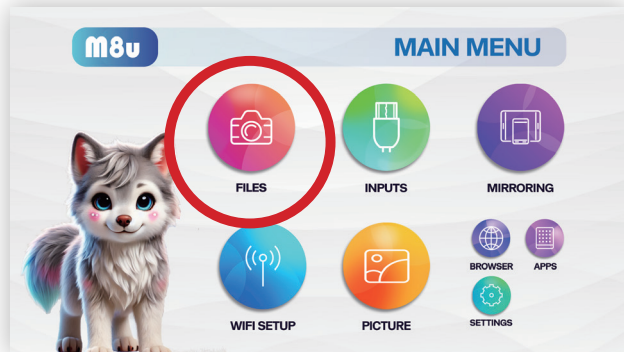 M8u MAIN MENU
FILES INPUTS MIRRORING
BROWSER APPS
WIFI SETUP PICTURE SETTINGS